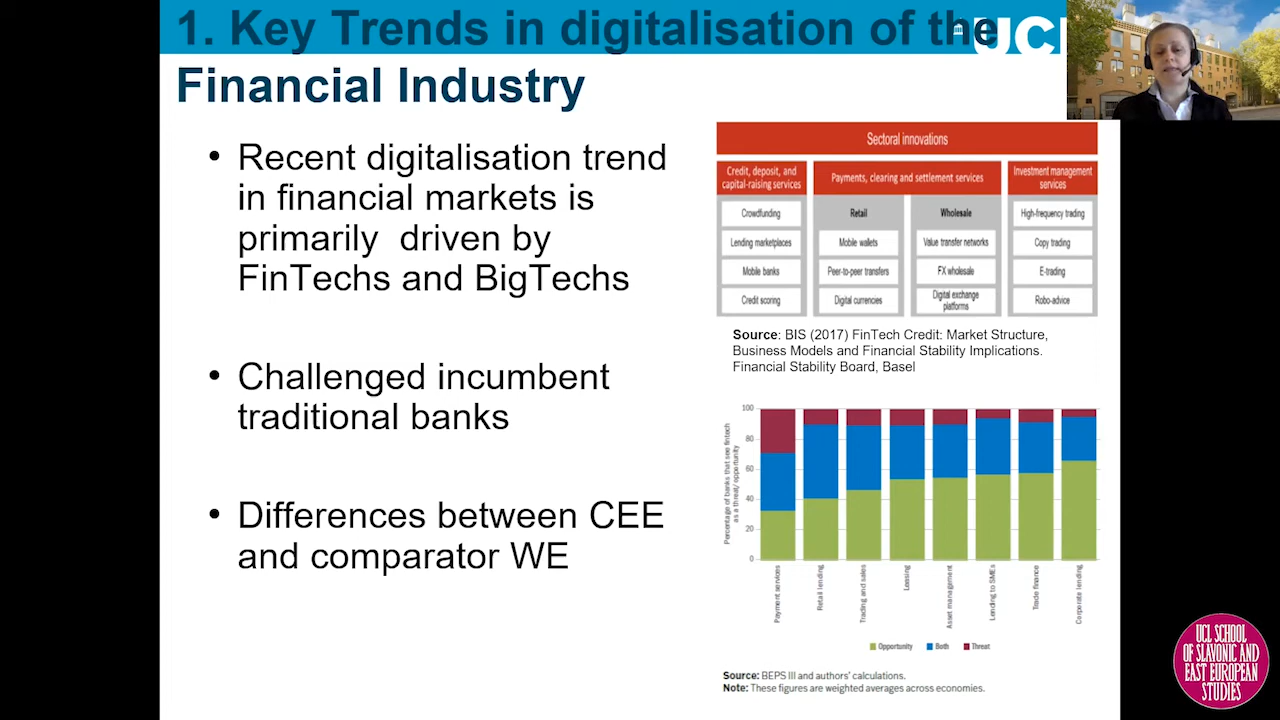 1. Key Trends in digitalisation of the
UCL
Financial Industry
• Recent digitalisation trend
in financial markets is
primarily driven by
FinTechs and BigTechs
• Challenged incumbent
traditional banks
• Differences between CEE
and comparator WE
Sectoral innovations
Credit, deposit, and
capital-raising services
Payments, clearing and settlement services
Investment management
services
Crowdfunding
Retail
Wholesale
High-frequency trading
Lending marketplaces
Mobile wallets
Value transfer networks
Copy trading
Mobile banks
Peer-to-peer transfers
FX wholesale
E-trading
Credit scoring
Digital currencies
Digital exchange
platforms
Robo-advice
Source: BIS (2017) FinTech Credit: Market Structure,
Business Models and Financial Stability Implications.
Financial Stability Board, Basel
Percentage of banks that see fintech
as a threat/opportunity
100
80
60
40
20
0
Payment services
Retail lending
Trading and sales
Leasing
Asset management
Lending to SMEs
Trade finance
Corporate lending
Opportunity
Both
Threat
Source: BEPS III and authors' calculations.
Note: These figures are weighted averages across economies.
UCL SCHOOL
OF SLAVONIC AND
EAST EUROPEAN
STUDIES